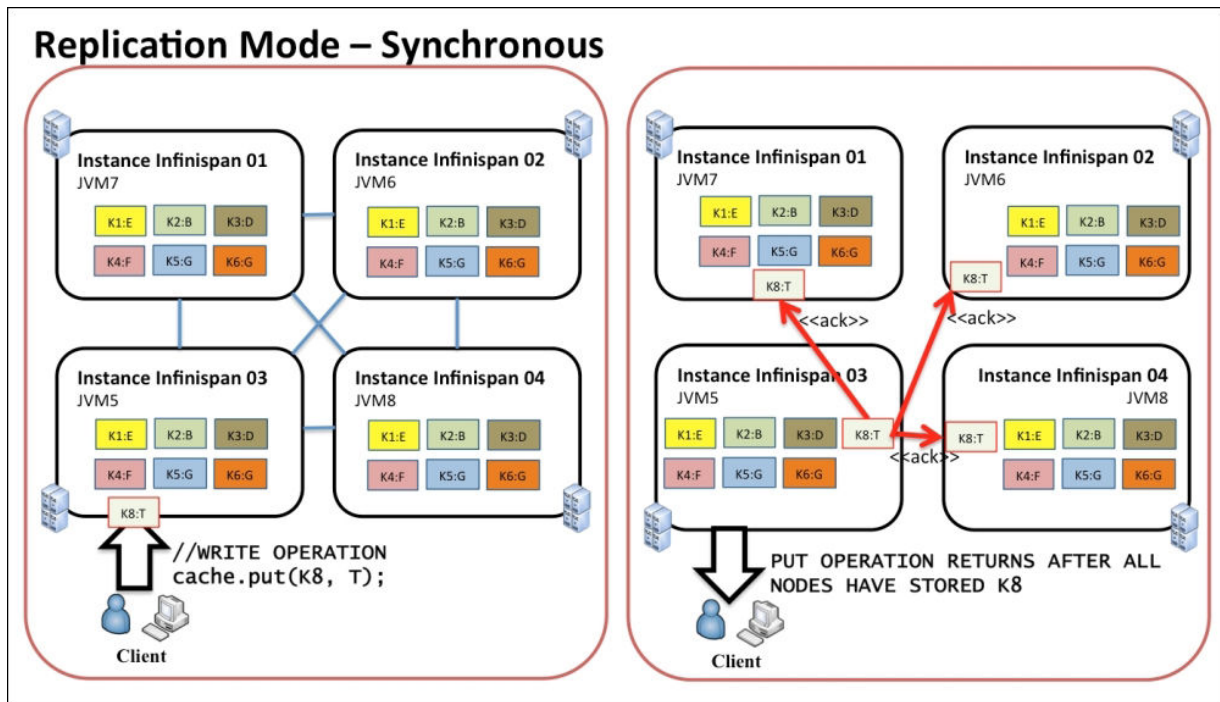 Replication Mode – Synchronous
Instance Infinispan 01
JVM7
K1:E K2:B K3:D
K4:F K5:G K6:G
Instance Infinispan 02
JVM6
K1:E K2:B K3:D
K4:F K5:G K6:G
Instance Infinispan 03
JVM5
K1:E K2:B K3:D
K4:F K5:G K6:G
K8:T
Instance Infinispan 04
JVM8
K1:E K2:B K3:D
K4:F K5:G K6:G
//WRITE OPERATION
cache.put(K8, T);
Client
Instance Infinispan 01
JVM7
K1:E K2:B K3:D
K4:F K5:G K6:G
K8:T
<<ack>>
Instance Infinispan 02
JVM6
K1:E K2:B K3:D
K4:F K5:G K6:G
K8:T
<<ack>>
Instance Infinispan 03
JVM5
K1:E K2:B K3:D K8:T
<<ack>>
K4:F K5:G K6:G
Instance Infinispan 04
JVM8
K8:T K1:E K2:B K3:D
K4:F K5:G K6:G
PUT OPERATION RETURNS AFTER ALL
NODES HAVE STORED K8
Client